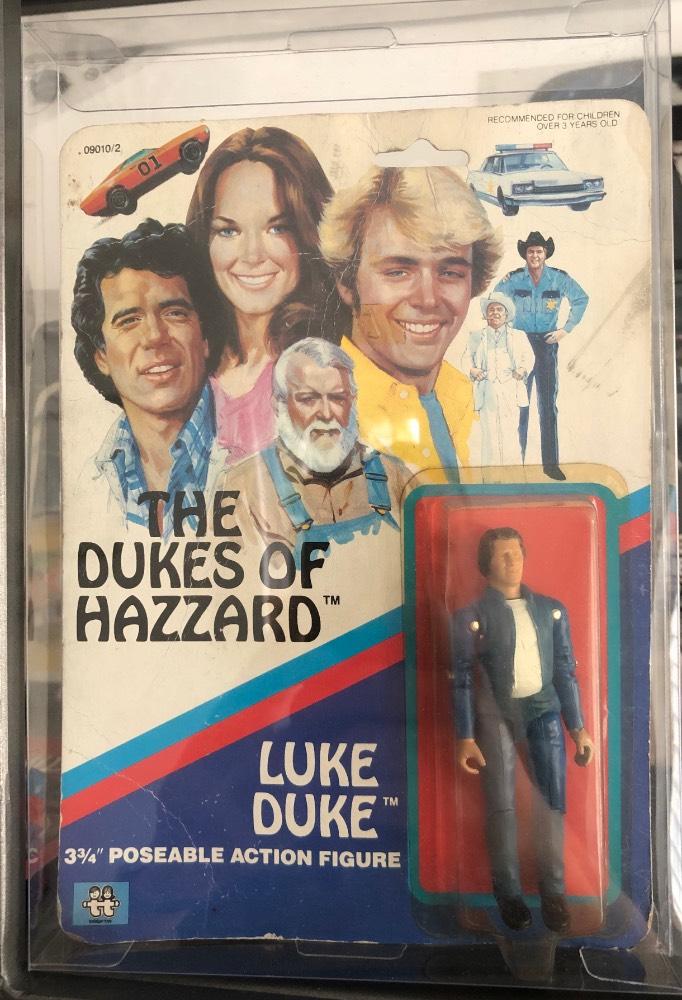 RECOMMENDED FOR CHILDREN
OVER 3 YEARS OLD
. 09010/2
01
THE
DUKES OF
HAZZARD™
LUKE
DUKE™
3¾" POSEABLE ACTION FIGURE
tt